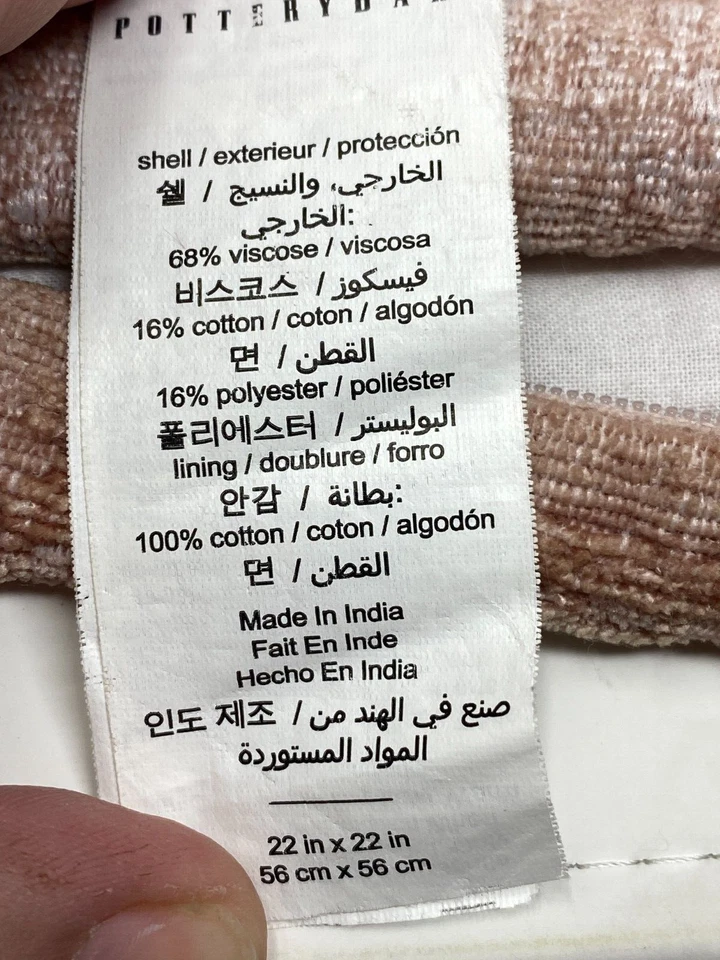 shell / exterieur / protección
쉘 / الخارجي، والنسيج
الخارجي:
68% viscose / viscosa
비스코스 / فيسكوز
16% cotton / coton / algodón
면 / القطن
16% polyester / poliéster
폴리에스터 / البوليستر
lining / doublure / forro
안감 / بطانة:
100% cotton / coton / algodón
면 / القطن
Made In India
Fait En Inde
Hecho En India
인도 제조 / صنع في الهند من
المواد المستوردة
22 in x 22 in
56 cm x 56 cm